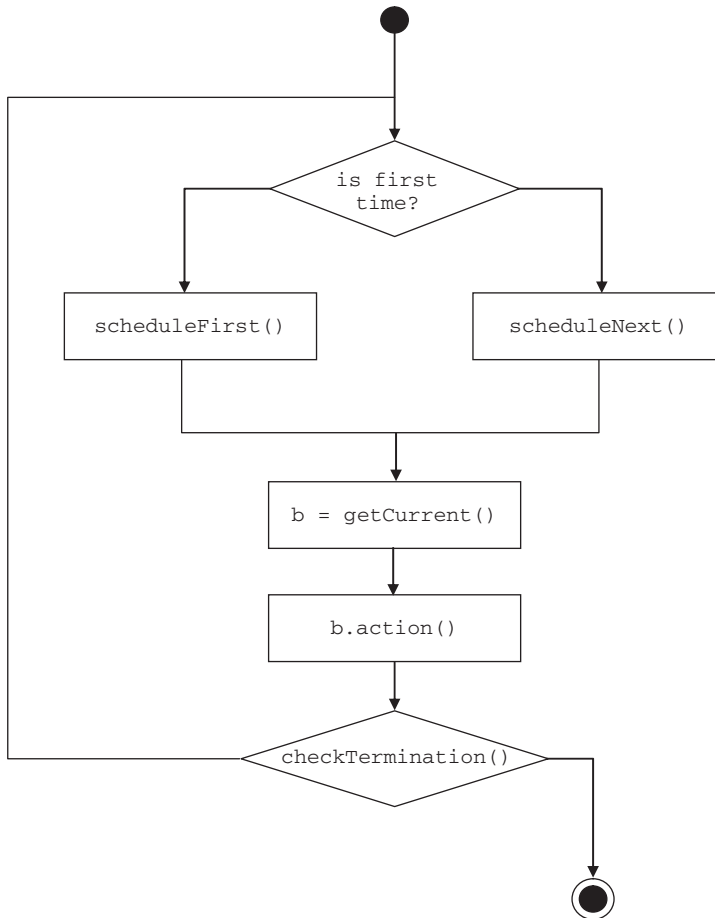 is first
time?
scheduleFirst()
scheduleNext()
b = getCurrent()
b.action()
checkTermination()